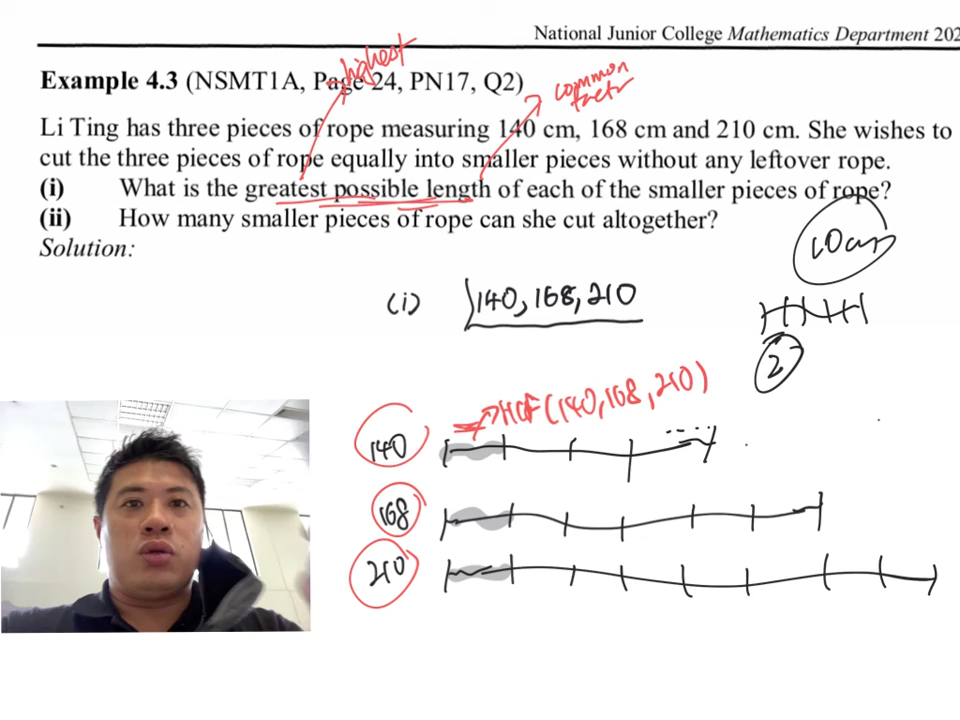 National Junior College Mathematics Department 202
highest
Example 4.3 (NSMT1A, Page 24, PN17, Q2)
common
factor
Li Ting has three pieces of rope measuring 140 cm, 168 cm and 210 cm. She wishes to
cut the three pieces of rope equally into smaller pieces without any leftover rope.
(i) What is the greatest possible length of each of the smaller pieces of rope?
(ii) How many smaller pieces of rope can she cut altogether?
Solution:
10cm
(i) 140, 168, 210
2
HCF (140, 168, 210)
140
168
210